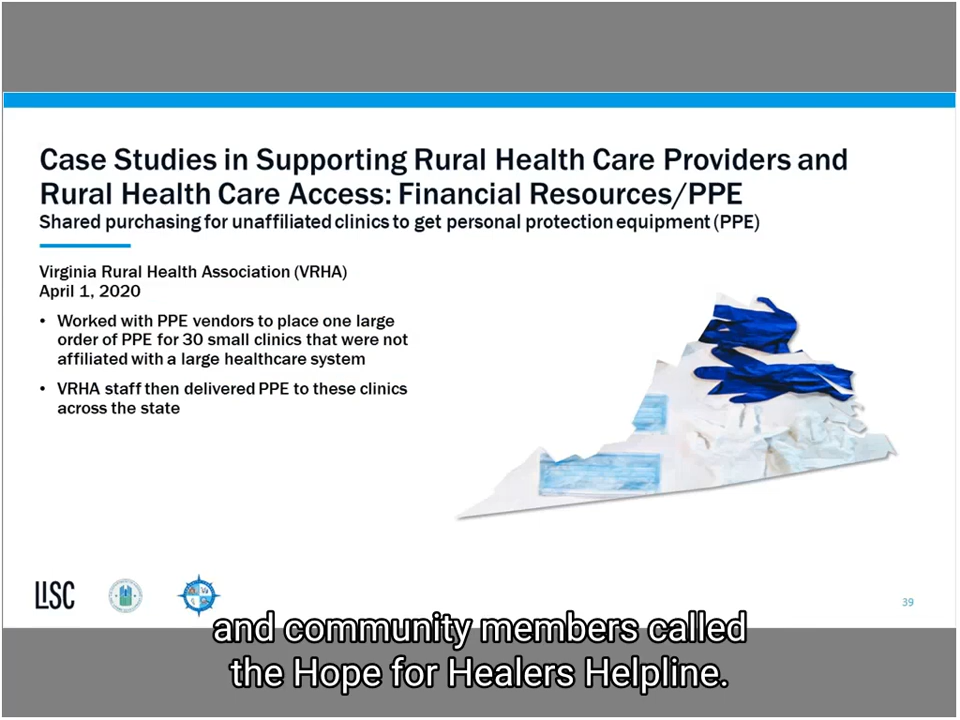 Case Studies in Supporting Rural Health Care Providers and
Rural Health Care Access: Financial Resources/PPE
Shared purchasing for unaffiliated clinics to get personal protection equipment (PPE)
Virginia Rural Health Association (VRHA)
April 1, 2020
• Worked with PPE vendors to place one large
order of PPE for 30 small clinics that were not
affiliated with a large healthcare system
• VRHA staff then delivered PPE to these clinics
across the state
LISC
39
and community members called
the Hope for Healers Helpline.